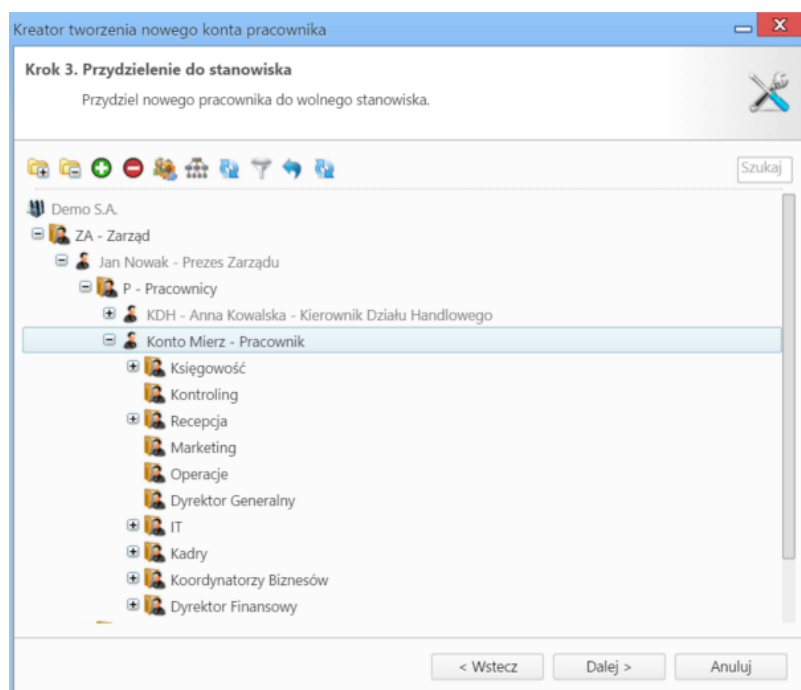 Kreator tworzenia nowego konta pracownika
Krok 3. Przydzielenie do stanowiska
Przydziel nowego pracownika do wolnego stanowiska.
Szukaj
Demo S.A.
ZA - Zarząd
Jan Nowak - Prezes Zarządu
P - Pracownicy
KDH - Anna Kowalska - Kierownik Działu Handlowego
Konto Mierz - Pracownik
Księgowość
Kontroling
Recepcja
Marketing
Operacje
Dyrektor Generalny
IT
Kadry
Koordynatorzy Biznesów
Dyrektor Finansowy
< Wstecz
Dalej >
Anuluj